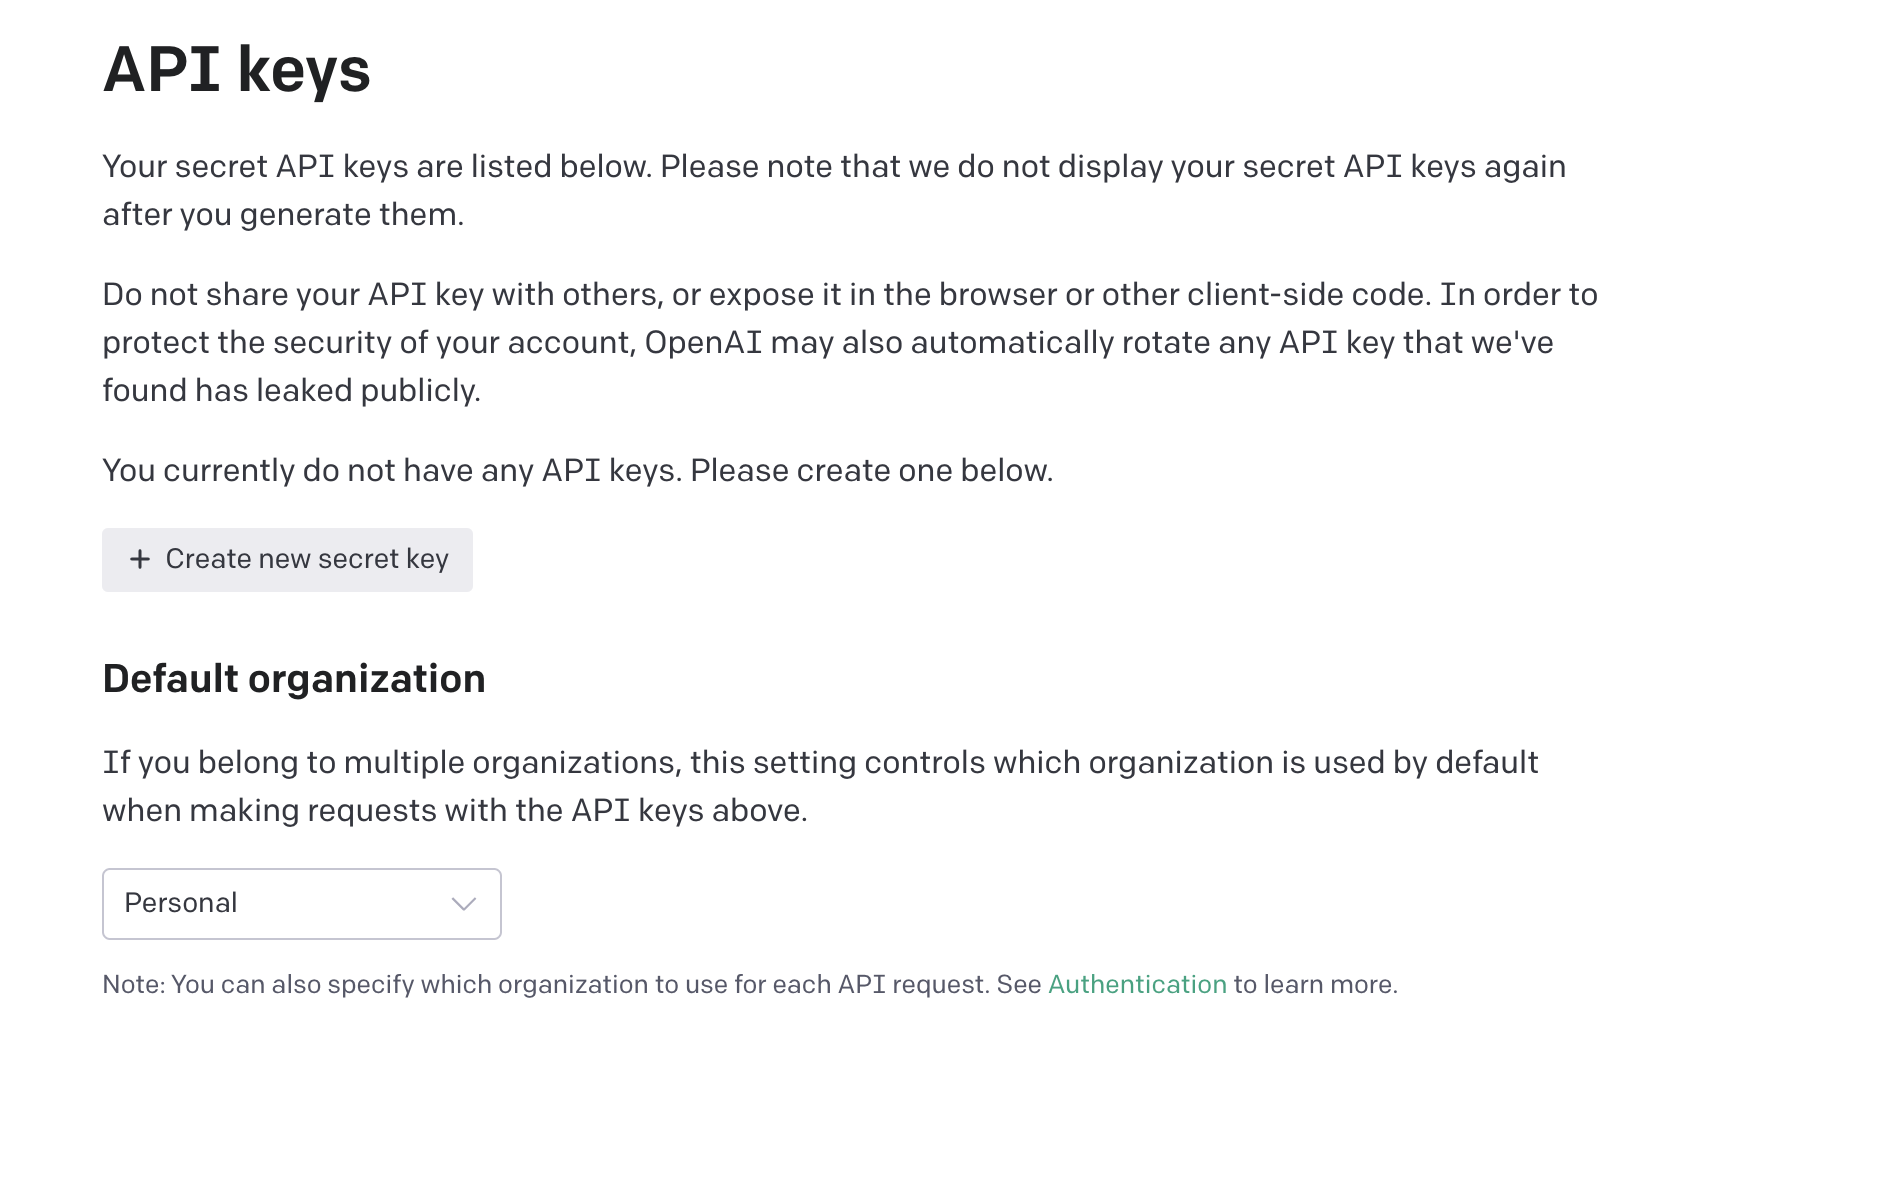 API keys
Your secret API keys are listed below. Please note that we do not display your secret API keys again
after you generate them.
Do not share your API key with others, or expose it in the browser or other client-side code. In order to
protect the security of your account, OpenAI may also automatically rotate any API key that we've
found has leaked publicly.
You currently do not have any API keys. Please create one below.
+ Create new secret key
Default organization
If you belong to multiple organizations, this setting controls which organization is used by default
when making requests with the API keys above.
Personal
Note: You can also specify which organization to use for each API request. See Authentication to learn more.